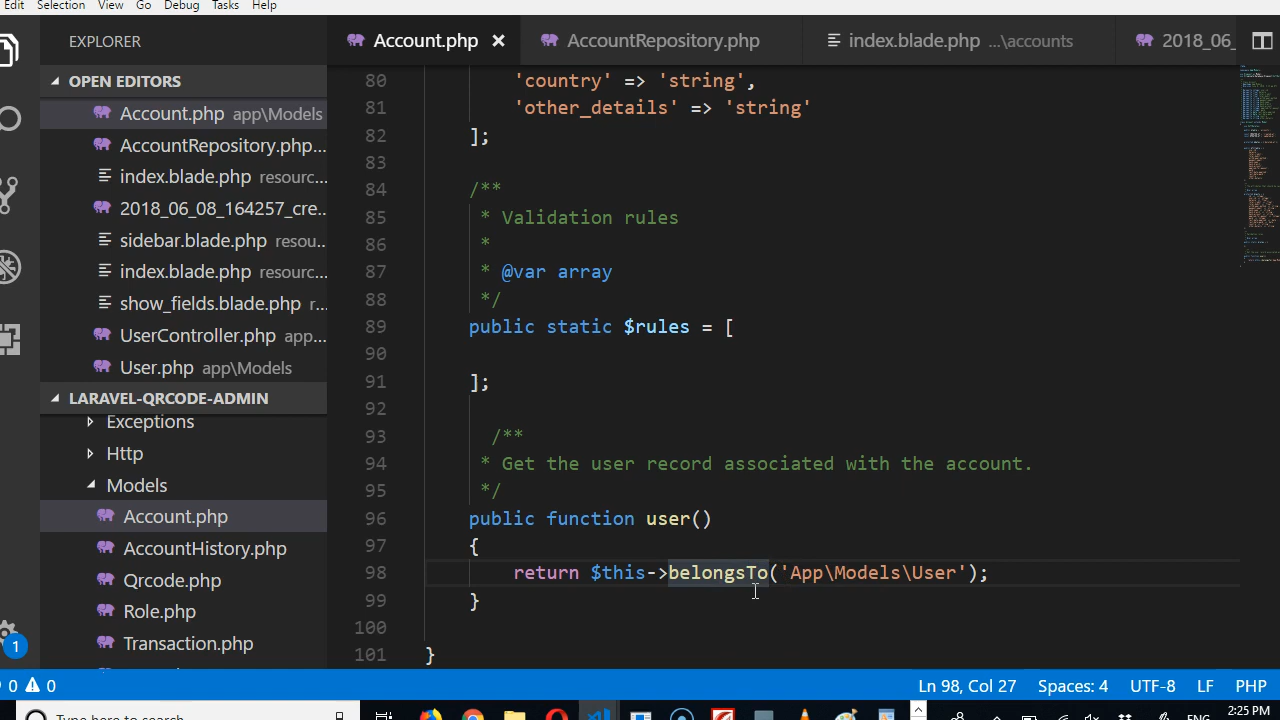 Edit Selection View Go Debug Tasks Help
EXPLORER
Account.php
AccountRepository.php
index.blade.php ...\accounts
2018_06_
OPEN EDITORS
Account.php app\Models
AccountRepository.php...
index.blade.php resourc...
2018_06_08_164257_cre...
sidebar.blade.php resou...
index.blade.php resourc...
show_fields.blade.php r...
UserController.php app...
User.php app\Models
LARAVEL-QRCODE-ADMIN
Exceptions
Http
Models
Account.php
AccountHistory.php
Qrcode.php
Role.php
Transaction.php
80 'country' => 'string',
81 'other_details' => 'string'
82 ];
83
84 /**
85 * Validation rules
86 *
87 * @var array
88 */
89 public static $rules = [
90
91 ];
92
93 /**
94 * Get the user record associated with the account.
95 */
96 public function user()
97 {
98 return $this->belongsTo('App\Models\User');
99 }
100
101 }
1
0 0
Ln 98, Col 27 Spaces: 4 UTF-8 LF PHP
Type here to search
ENG
2:25 PM